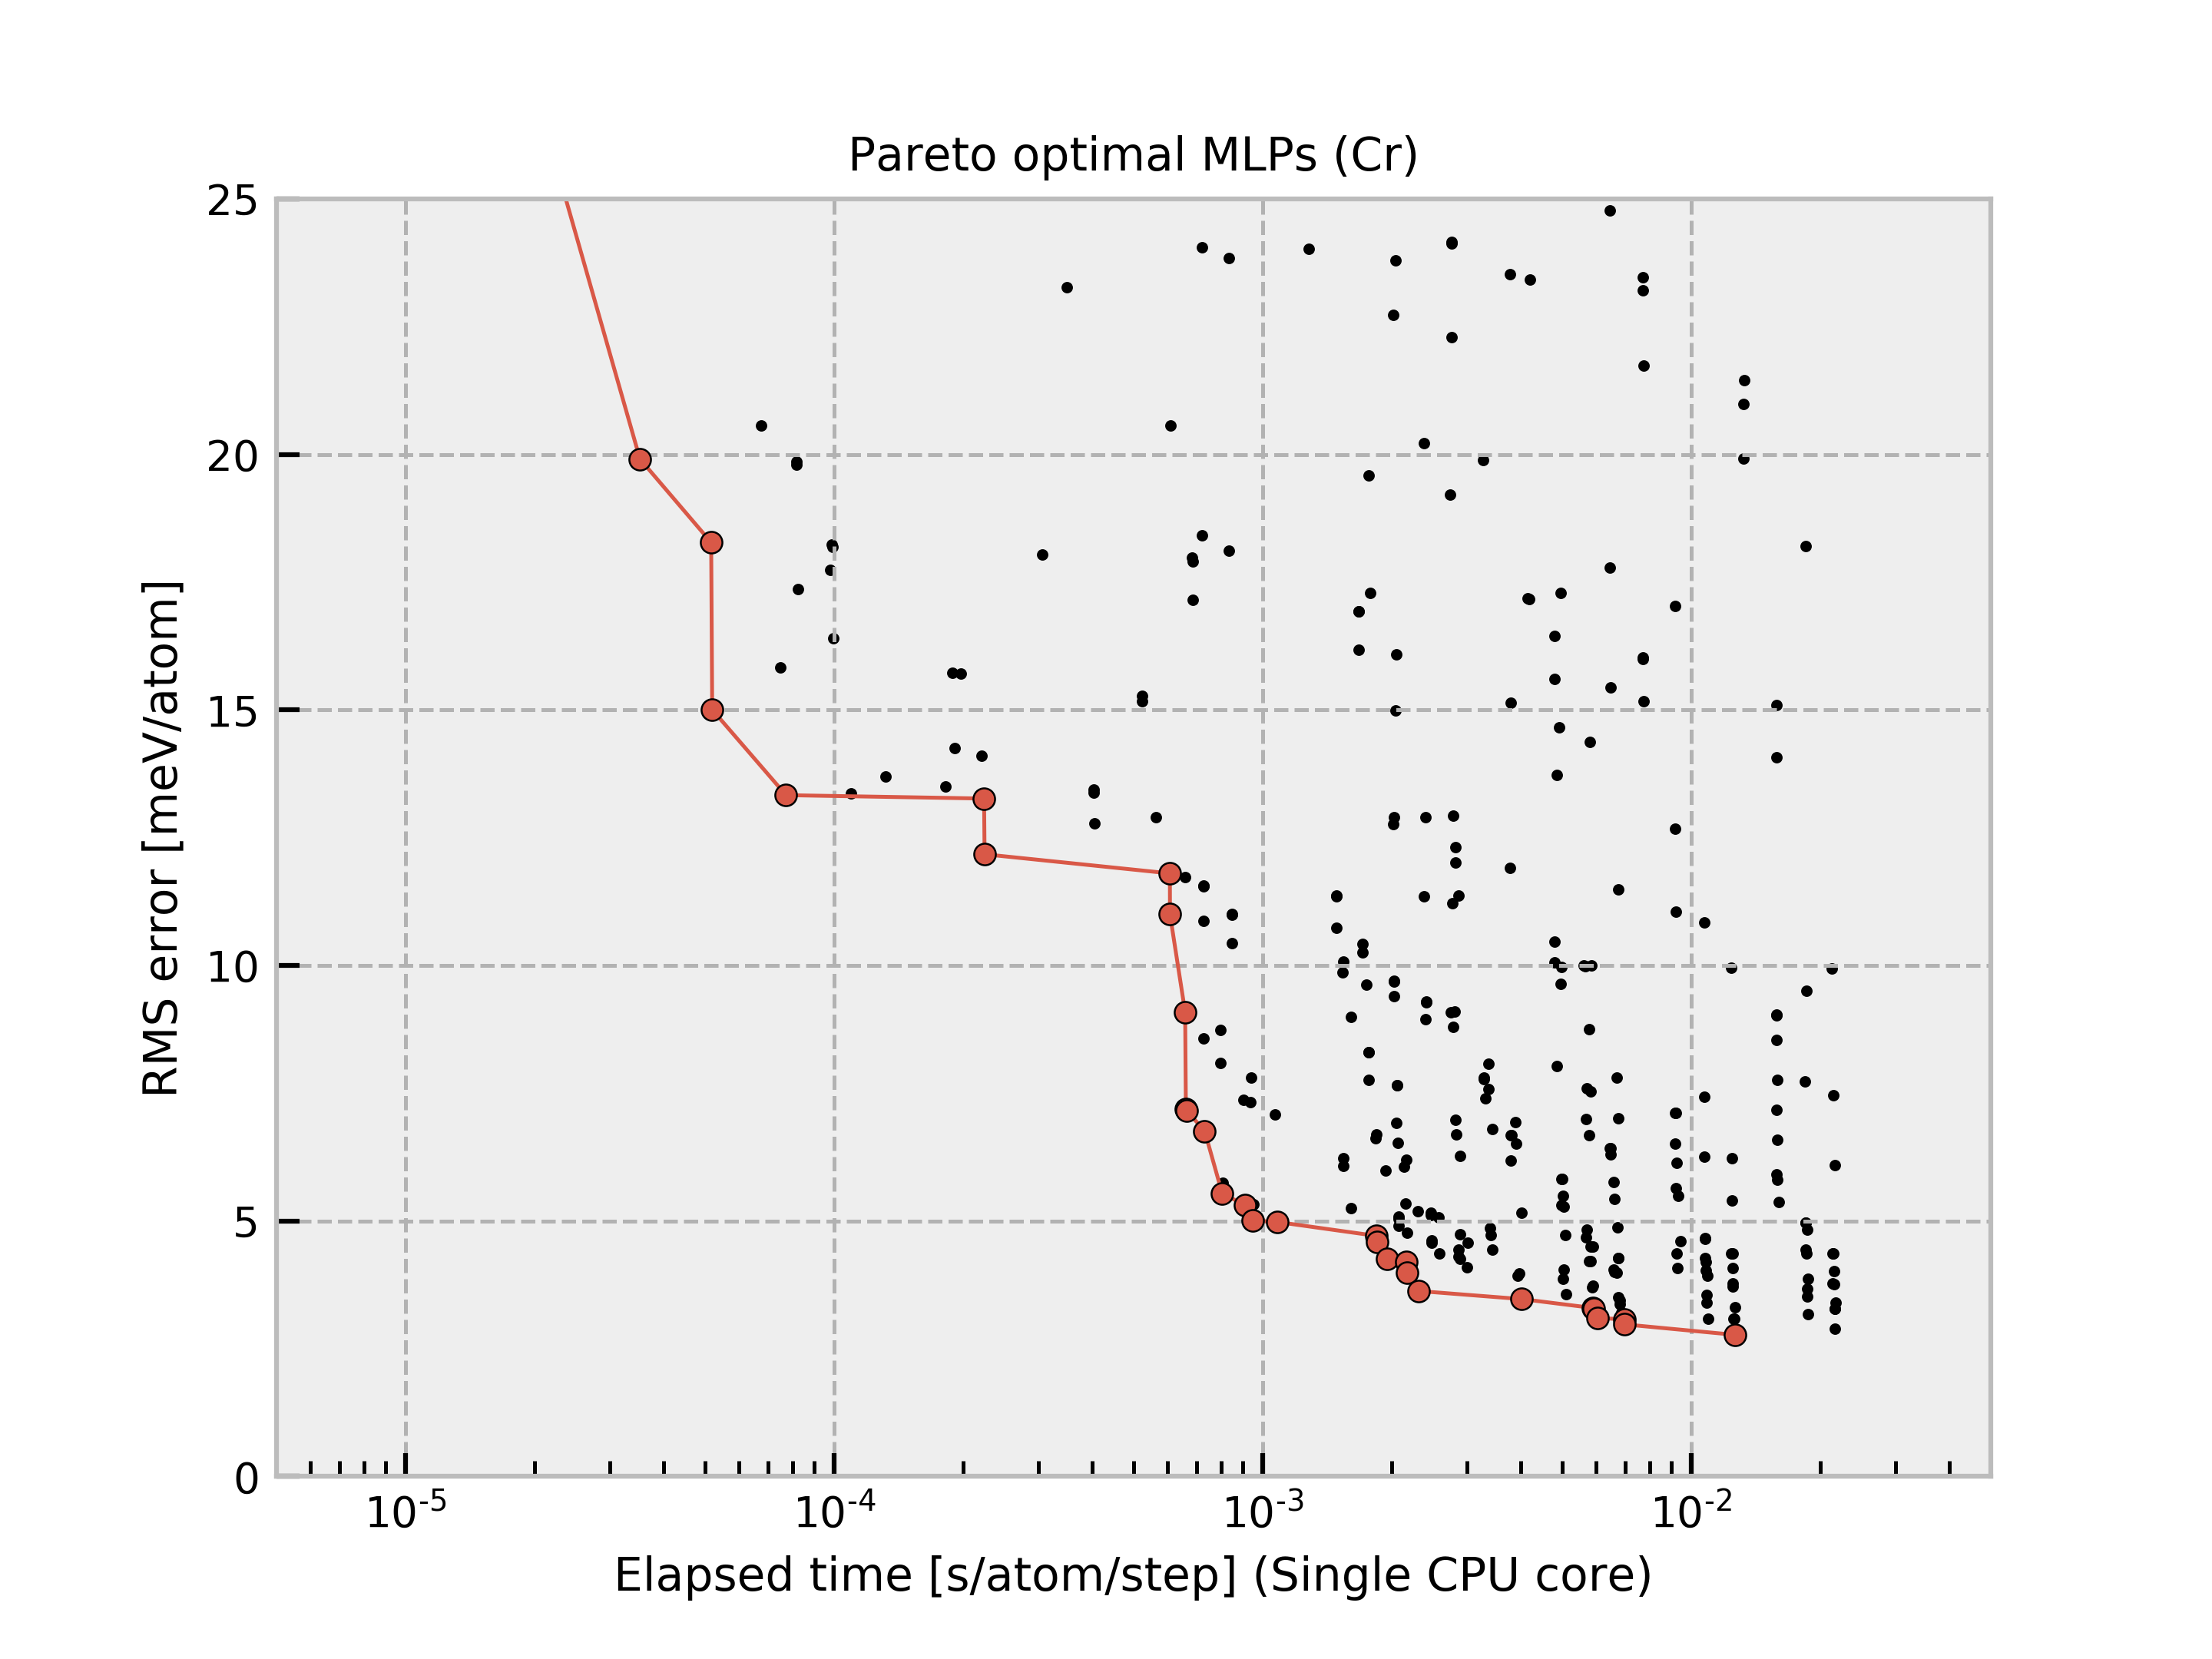 Pareto optimal MLPs (Cr)
RMS error [meV/atom]
25
20
15
10
5
0
10^-5 10^-4 10^-3 10^-2
Elapsed time [s/atom/step] (Single CPU core)